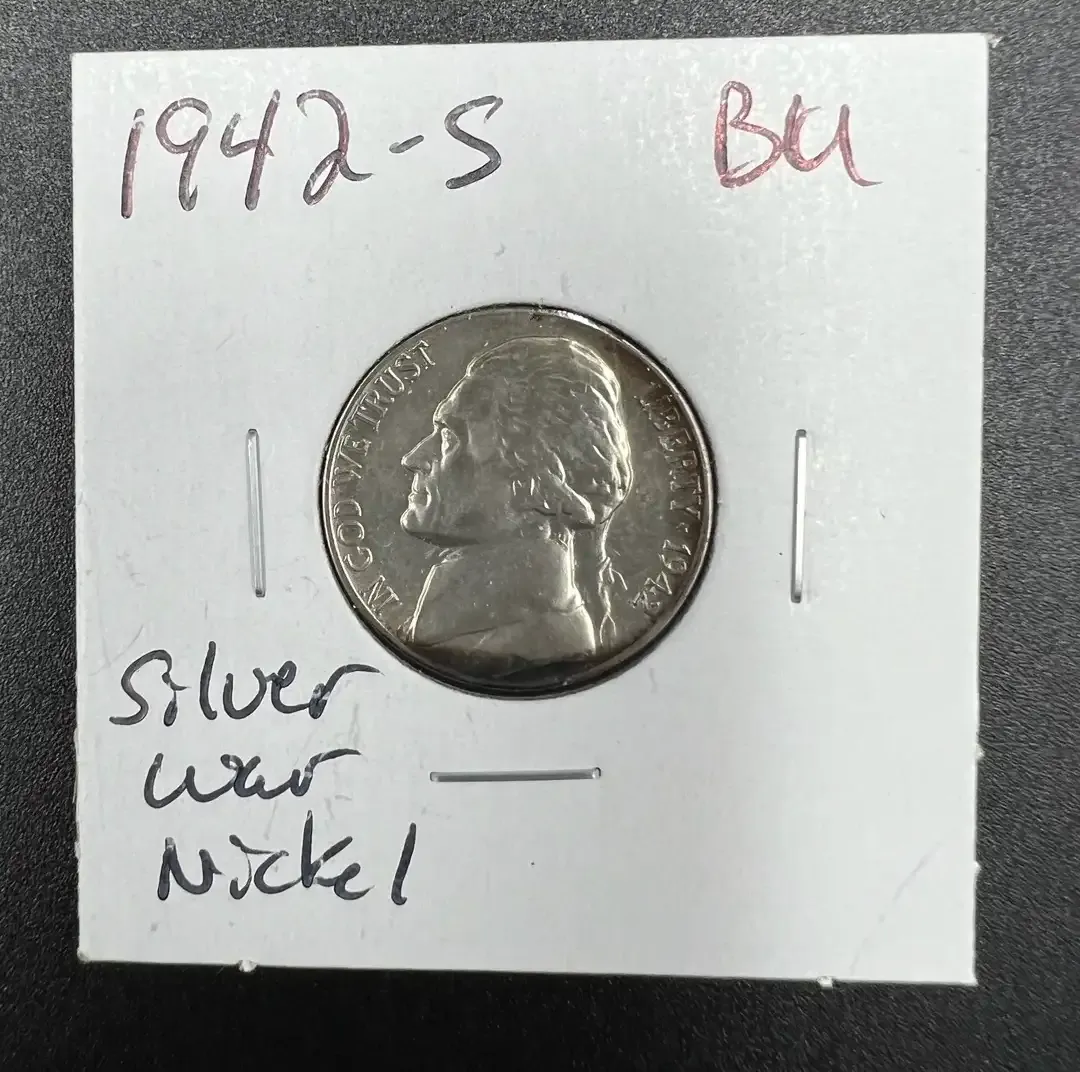 1942-S BU
IN GOD WE TRUST
LIBERTY ★ 1942
Silver
War
Nickel